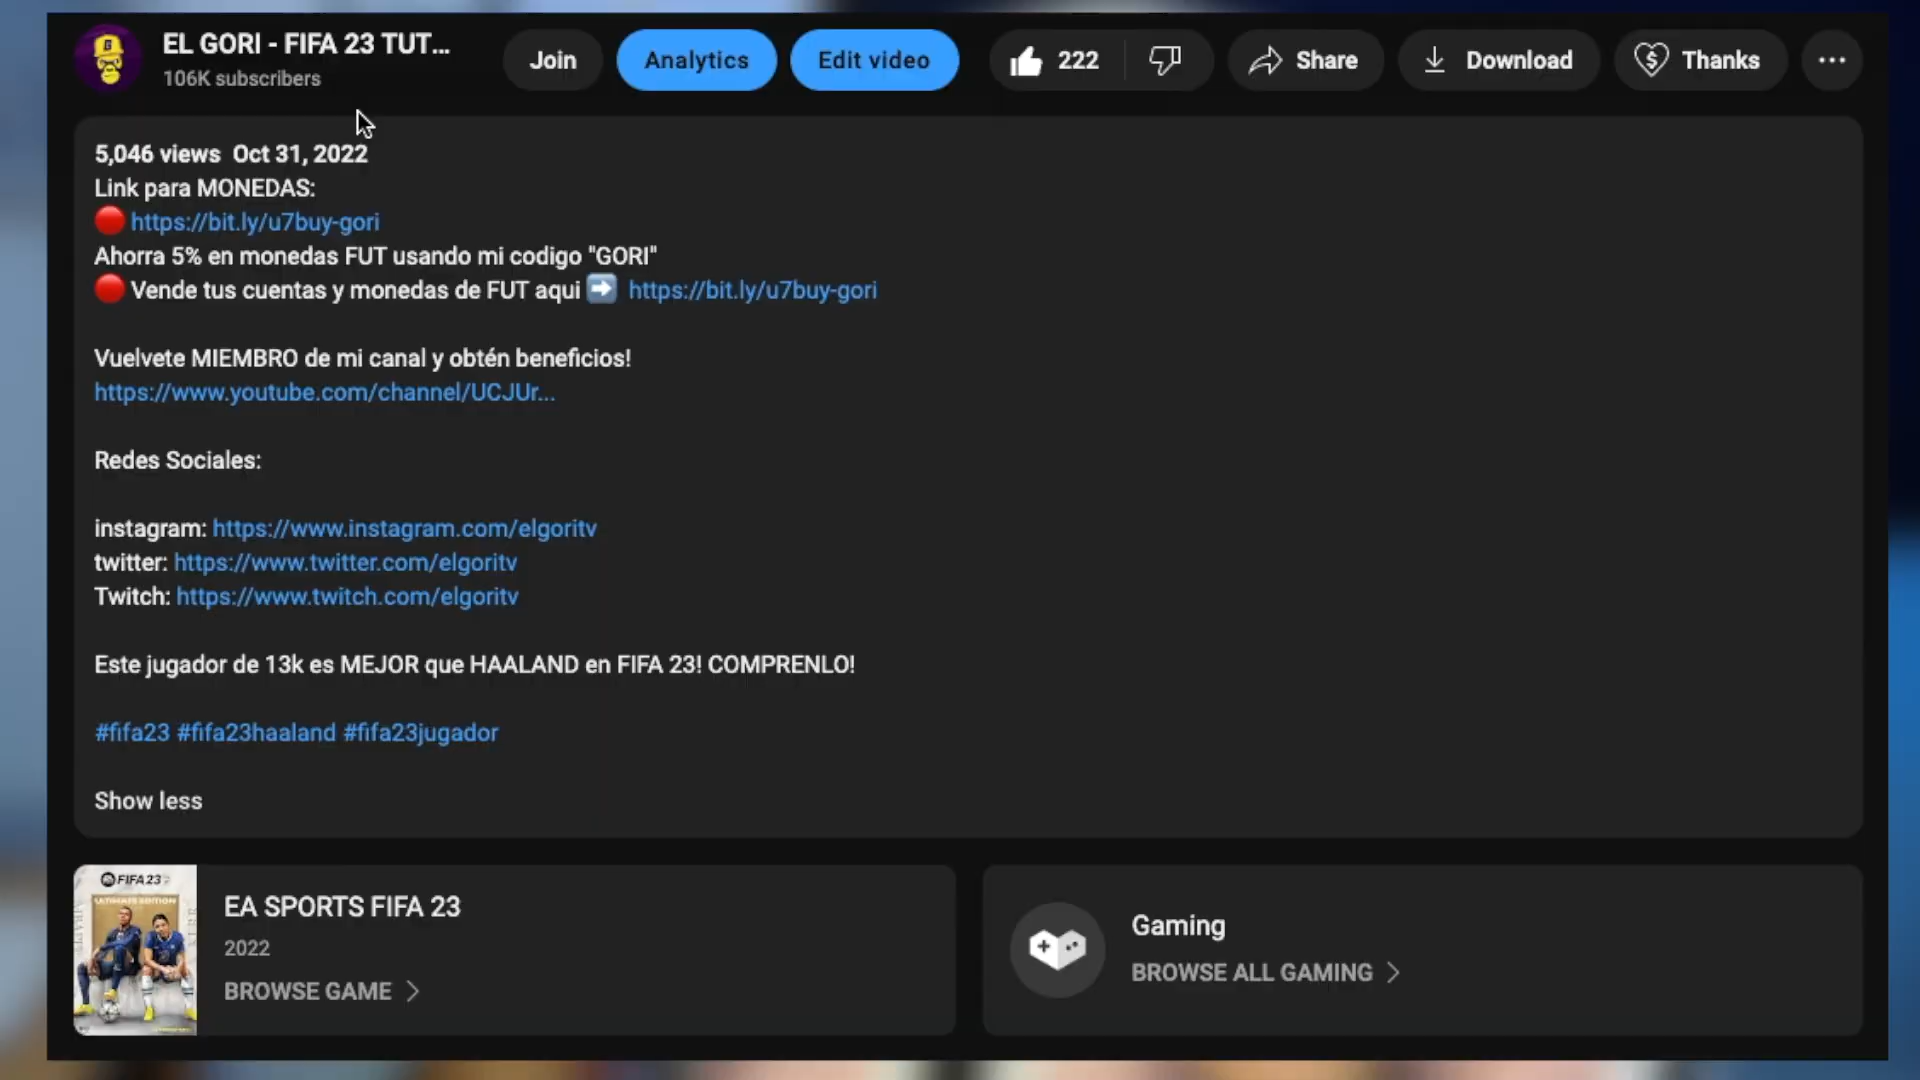 EL GORI - FIFA 23 TUT...
106K subscribers
Join
Analytics
Edit video
222
Share
Download
Thanks
5,046 views Oct 31, 2022
Link para MONEDAS:
🔴 https://bit.ly/u7buy-gori
Ahorra 5% en monedas FUT usando mi codigo "GORI"
🔴 Vende tus cuentas y monedas de FUT aqui ➡️ https://bit.ly/u7buy-gori
Vuelvete MIEMBRO de mi canal y obtén beneficios!
https://www.youtube.com/channel/UCJUr...
Redes Sociales:
instagram: https://www.instagram.com/elgoritv
twitter: https://www.twitter.com/elgoritv
Twitch: https://www.twitch.com/elgoritv
Este jugador de 13k es MEJOR que HAALAND en FIFA 23! COMPRENLO!
#fifa23 #fifa23haaland #fifa23jugador
Show less
FIFA 23
ULTIMATE EDITION
EA SPORTS FIFA 23
2022
BROWSE GAME
Gaming
BROWSE ALL GAMING